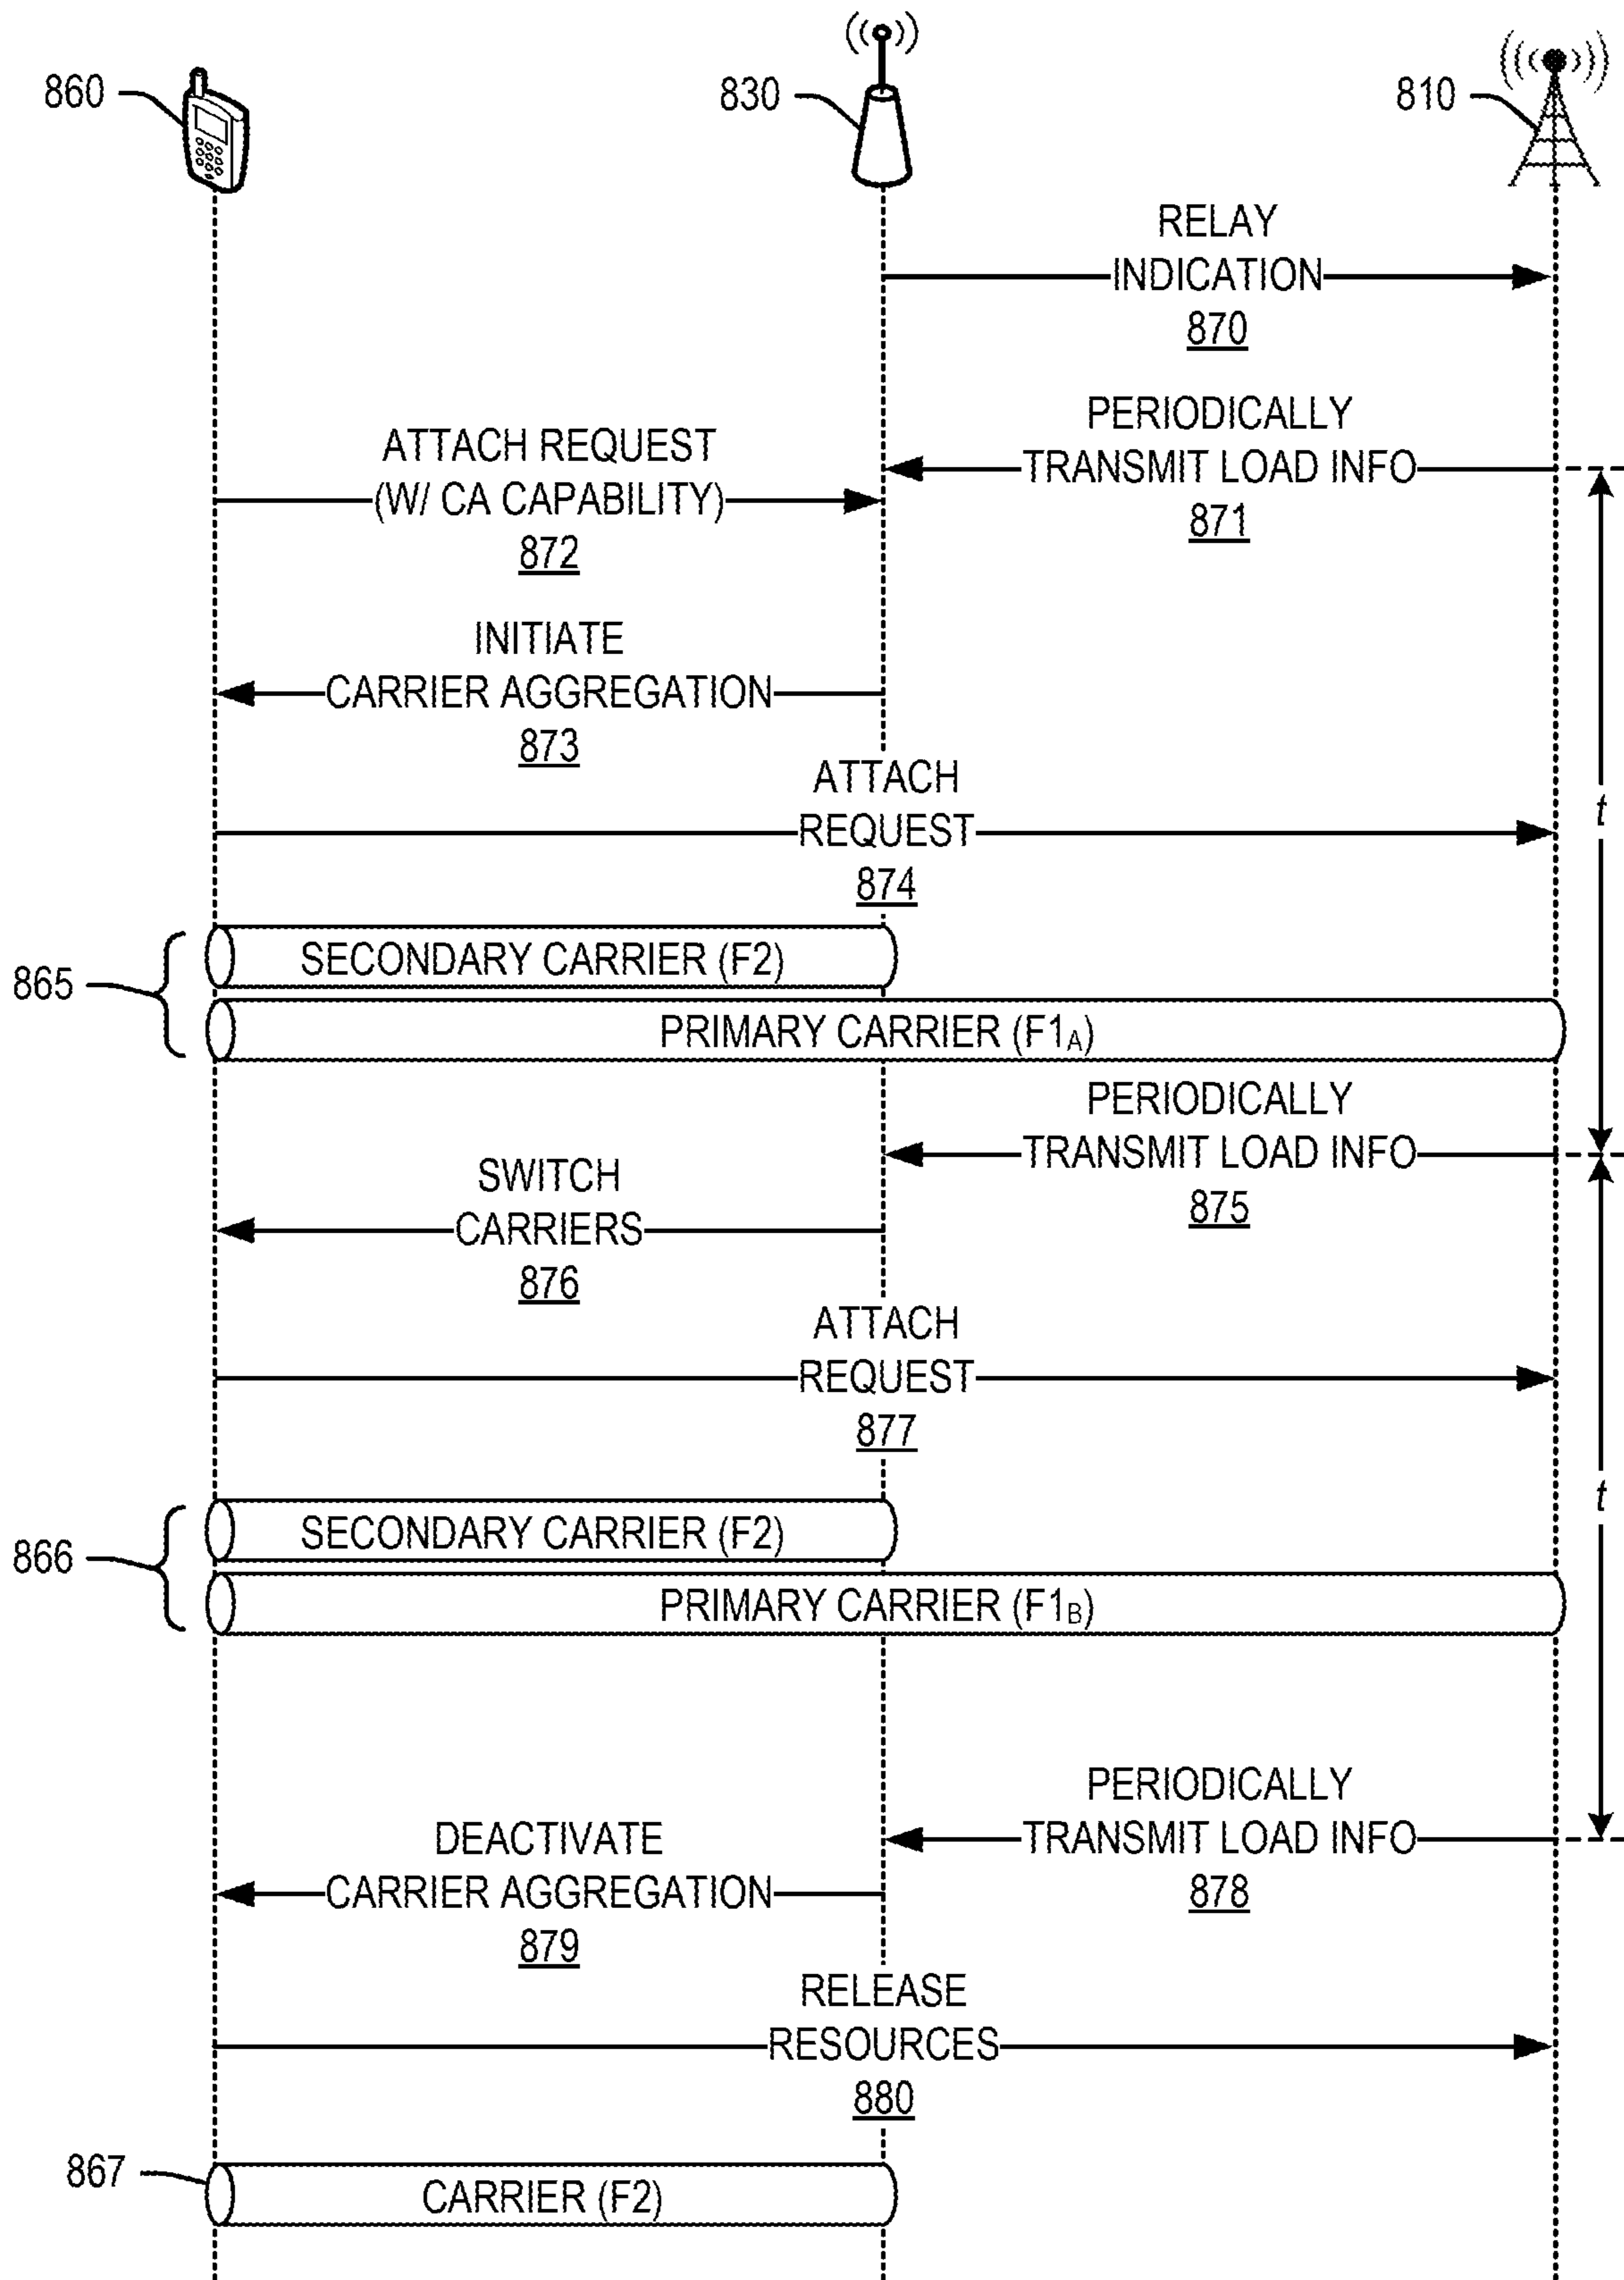 860
830
810
RELAY
INDICATION
870
PERIODICALLY
TRANSMIT LOAD INFO
871
ATTACH REQUEST
(W/ CA CAPABILITY)
872
INITIATE
CARRIER AGGREGATION
873
ATTACH
REQUEST
874
t
865
SECONDARY CARRIER (F2)
PRIMARY CARRIER (F1A)
PERIODICALLY
TRANSMIT LOAD INFO
875
SWITCH
CARRIERS
876
ATTACH
REQUEST
877
t
866
SECONDARY CARRIER (F2)
PRIMARY CARRIER (F1B)
PERIODICALLY
TRANSMIT LOAD INFO
878
DEACTIVATE
CARRIER AGGREGATION
879
RELEASE
RESOURCES
880
867
CARRIER (F2)